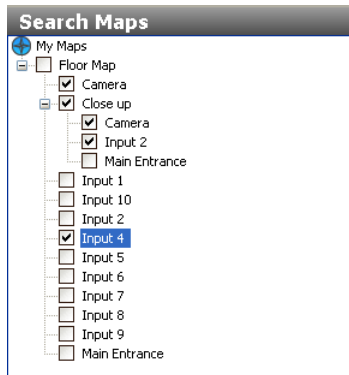 Search Maps
My Maps
Floor Map
Camera
Close up
Camera
Input 2
Main Entrance
Input 1
Input 10
Input 2
Input 4
Input 5
Input 6
Input 7
Input 8
Input 9
Main Entrance